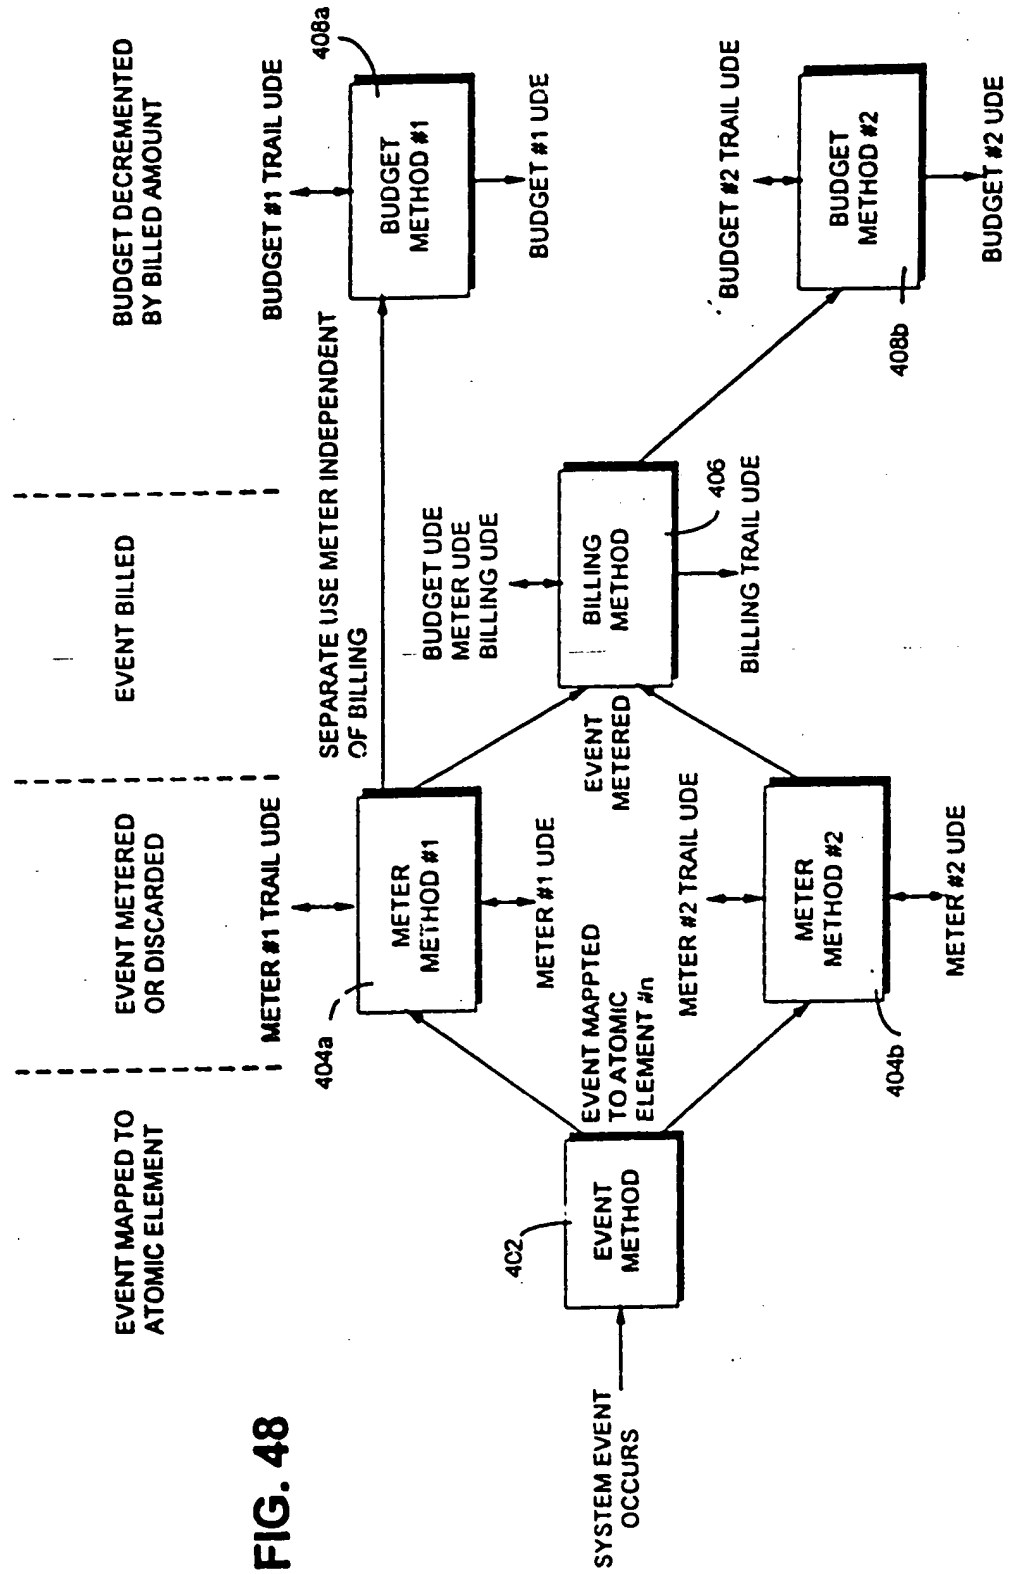 FIG. 48
EVENT MAPPED TO
ATOMIC ELEMENT
EVENT METERED
OR DISCARDED
EVENT BILLED
BUDGET DECREMENTED
BY BILLED AMOUNT
SYSTEM EVENT
OCCURS
402
EVENT
METHOD
EVENT MAPPTED
TO ATOMIC
ELEMENT #n
404a
METER #1 TRAIL UDE
METER
METHOD #1
METER #1 UDE
METER #2 TRAIL UDE
METER
METHOD #2
404b
METER #2 UDE
SEPARATE USE METER INDEPENDENT
OF BILLING
EVENT
METERED
BUDGET UDE
METER UDE
BILLING UDE
BILLING
METHOD
406
BILLING TRAIL UDE
BUDGET #1 TRAIL UDE
408a
BUDGET
METHOD #1
BUDGET #1 UDE
BUDGET #2 TRAIL UDE
BUDGET
METHOD #2
408b
BUDGET #2 UDE